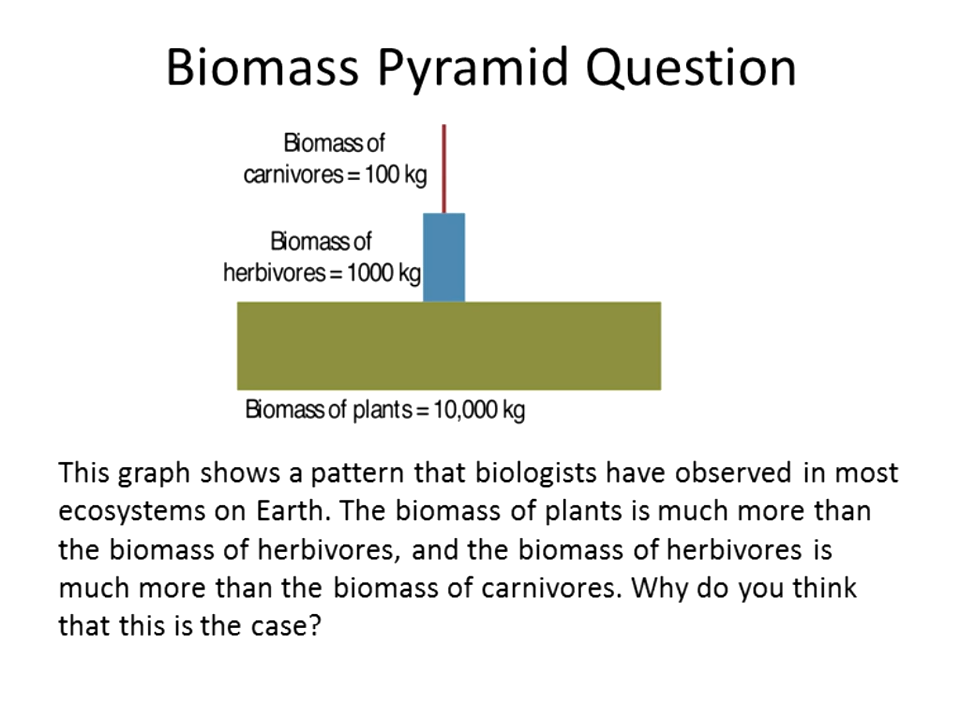 Biomass Pyramid Question
Biomass of
carnivores = 100 kg
Biomass of
herbivores = 1000 kg
Biomass of plants = 10,000 kg
This graph shows a pattern that biologists have observed in most
ecosystems on Earth. The biomass of plants is much more than
the biomass of herbivores, and the biomass of herbivores is
much more than the biomass of carnivores. Why do you think
that this is the case?